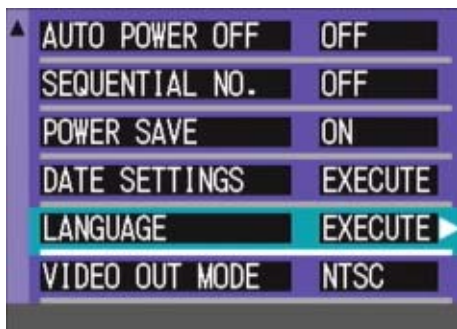 AUTO POWER OFF OFF
SEQUENTIAL NO. OFF
POWER SAVE ON
DATE SETTINGS EXECUTE
LANGUAGE EXECUTE
VIDEO OUT MODE NTSC